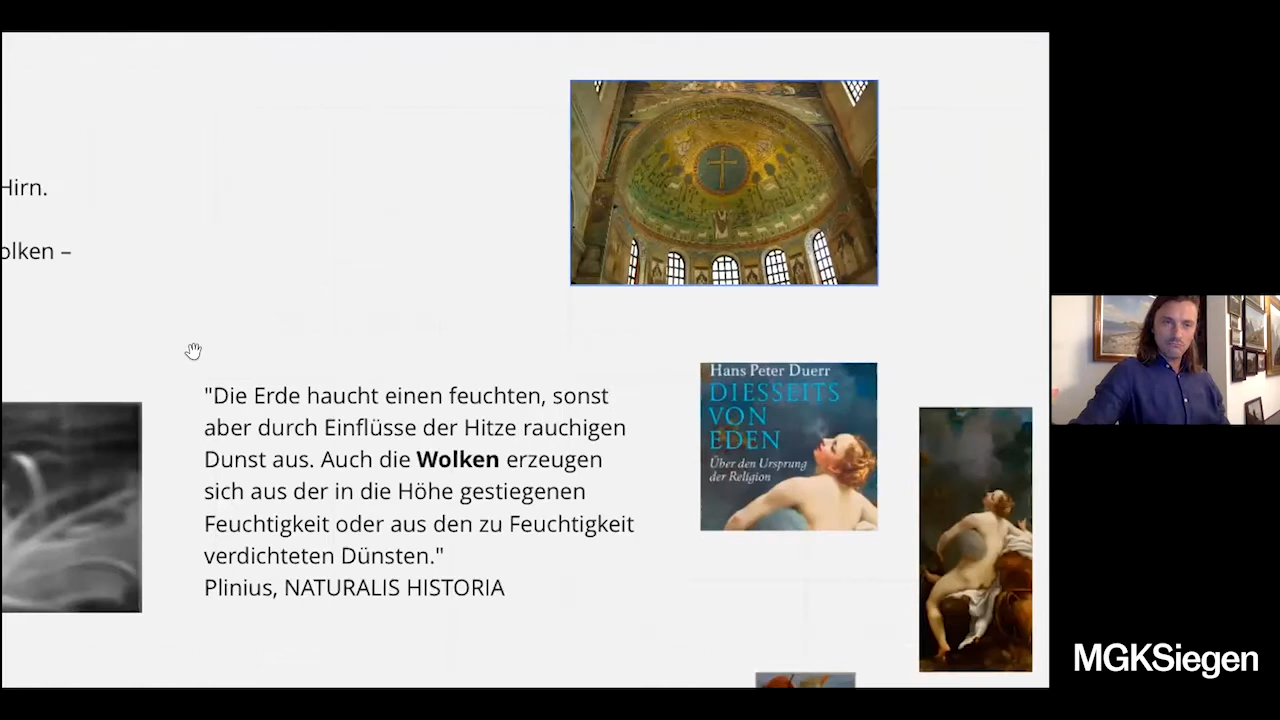 Hirn.
olken –
"Die Erde haucht einen feuchten, sonst
aber durch Einflüsse der Hitze rauchigen
Dunst aus. Auch die Wolken erzeugen
sich aus der in die Höhe gestiegenen
Feuchtigkeit oder aus den zu Feuchtigkeit
verdichteten Dünsten."
Plinius, NATURALIS HISTORIA
Hans Peter Duerr
DIESSEITS
VON
EDEN
Über den Ursprung
der Religion
MGKSiegen